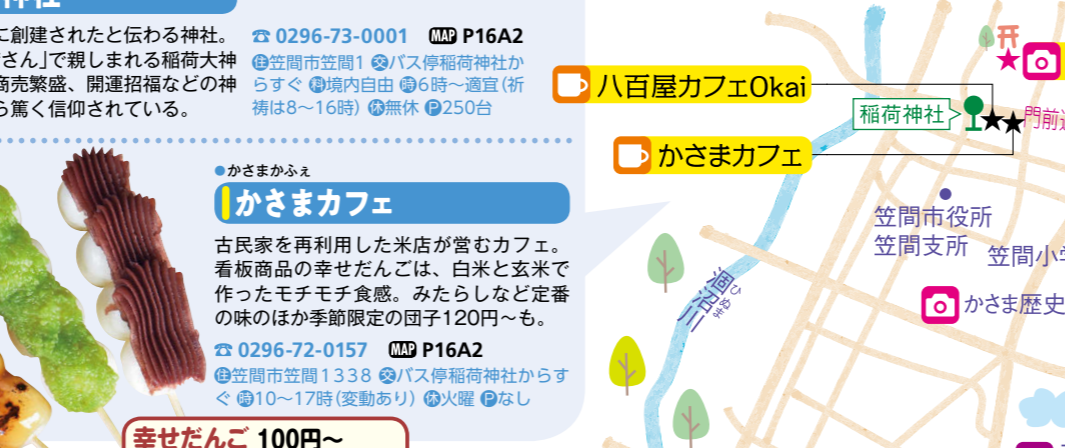 神社
に創建されたと伝わる神社。
さん」で親しまれる稲荷大神
商売繁盛、開運招福などの神
ら篤く信仰されている。
☎ 0296-73-0001 MAP P16A2
住笠間市笠間1 交バス停稲荷神社か
らすぐ 料境内自由 時6時～適宜(祈
祷は8～16時) 休無休 P250台
かさまかふぇ
かさまカフェ
古民家を再利用した米店が営むカフェ。
看板商品の幸せだんごは、白米と玄米で
作ったモチモチ食感。みたらしなど定番
の味のほか季節限定の団子120円～も。
☎ 0296-72-0157 MAP P16A2
住笠間市笠間1338 交バス停稲荷神社からす
ぐ 時10～17時(変動あり) 休火曜 Pなし
幸せだんご 100円～
八百屋カフェOkai
稲荷神社
門前通
かさまカフェ
笠間市役所
笠間支所
笠間小学
涸沼川
ひぬま
かさま歴史